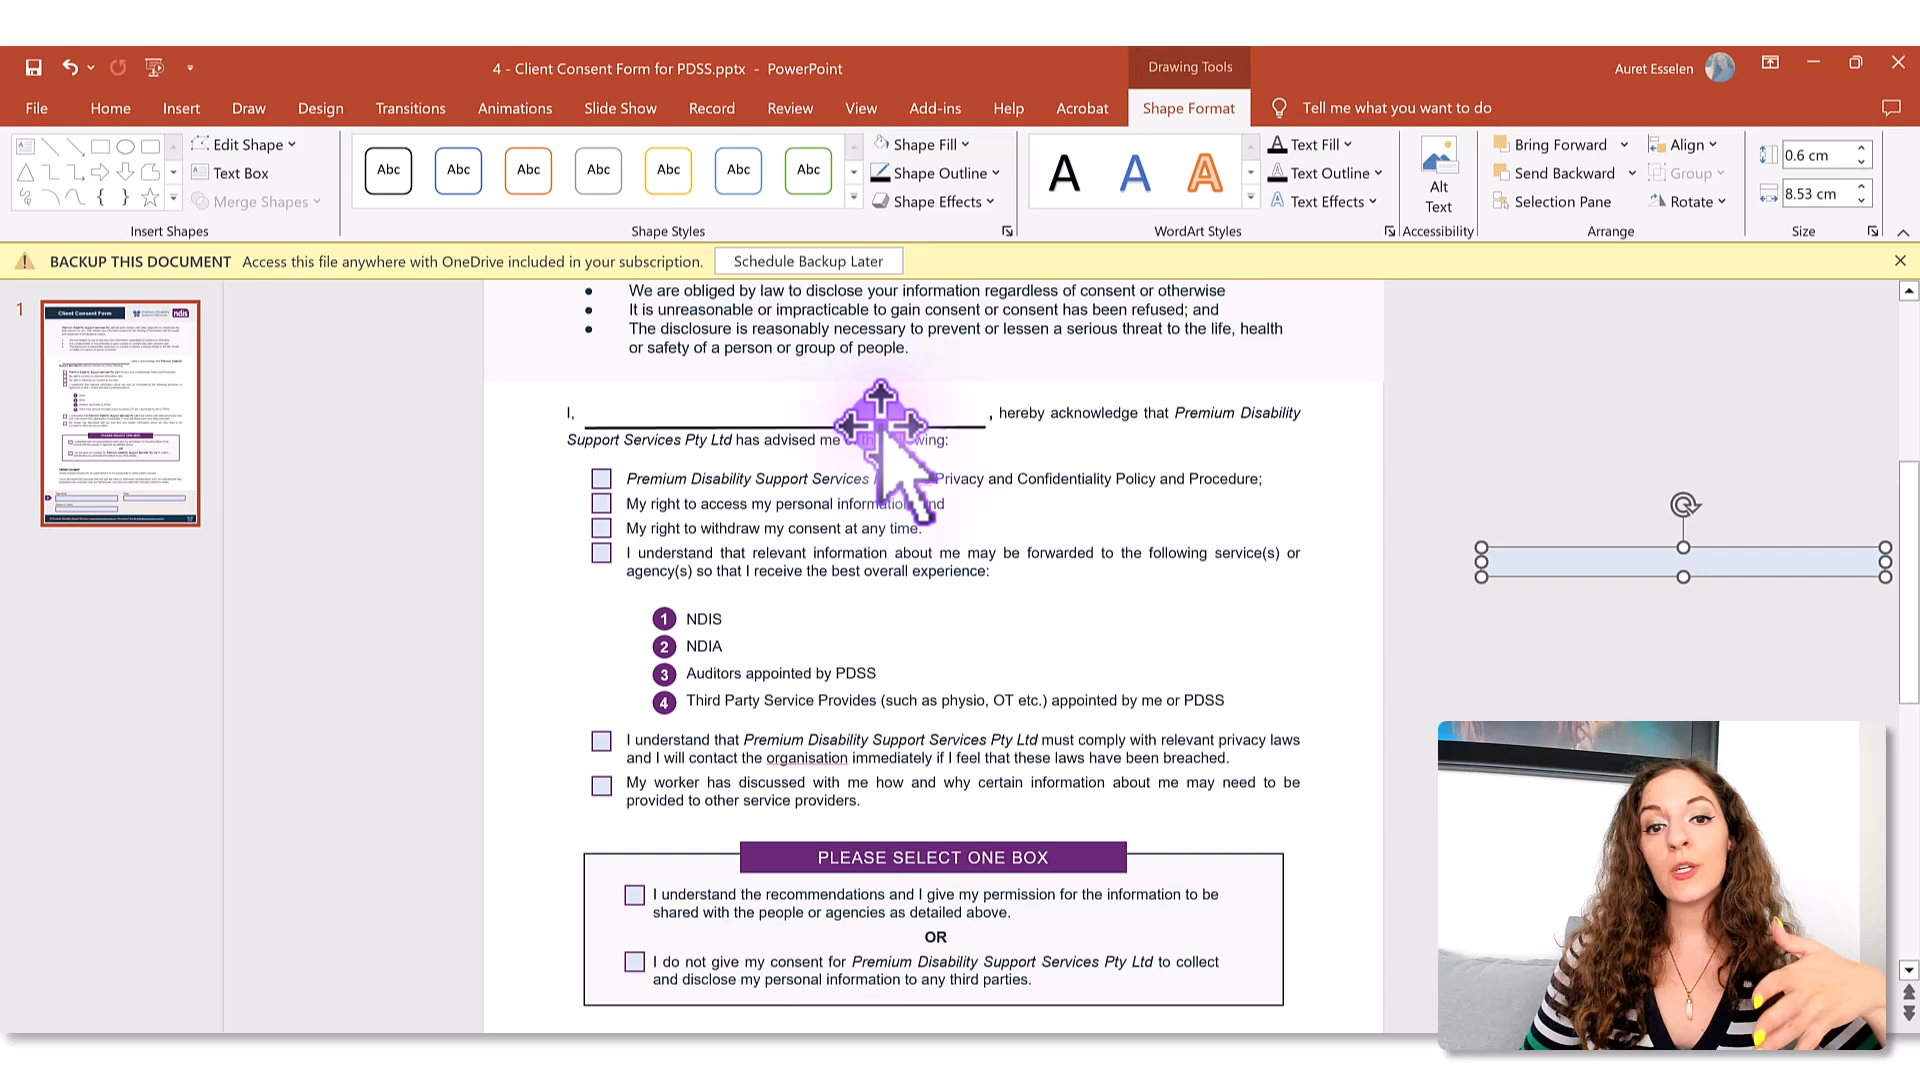 4 - Client Consent Form for PDSS.pptx - PowerPoint
Drawing Tools
Auret Esselen
File Home Insert Draw Design Transitions Animations Slide Show Record Review View Add-ins Help Acrobat Shape Format Tell me what you want to do
Edit Shape
Text Box
Merge Shapes
Insert Shapes
Abc Abc Abc Abc Abc Abc Abc
Shape Fill
Shape Outline
Shape Effects
Shape Styles
A A A
Text Fill
Text Outline
Text Effects
WordArt Styles
Alt
Text
Accessibility
Bring Forward
Send Backward
Selection Pane
Align
Group
Rotate
Arrange
0.6 cm
8.53 cm
Size
BACKUP THIS DOCUMENT Access this file anywhere with OneDrive included in your subscription. Schedule Backup Later
1
Client Consent Form
ndis
PLEASE SELECT ONE BOX
• We are obliged by law to disclose your information regardless of consent or otherwise
• It is unreasonable or impracticable to gain consent or consent has been refused; and
• The disclosure is reasonably necessary to prevent or lessen a serious threat to the life, health
or safety of a person or group of people.
I, , hereby acknowledge that Premium Disability
Support Services Pty Ltd has advised me following:
Premium Disability Support Services Privacy and Confidentiality Policy and Procedure;
My right to access my personal information and
My right to withdraw my consent at any time.
I understand that relevant information about me may be forwarded to the following service(s) or
agency(s) so that I receive the best overall experience:
1 NDIS
2 NDIA
3 Auditors appointed by PDSS
4 Third Party Service Provides (such as physio, OT etc.) appointed by me or PDSS
I understand that Premium Disability Support Services Pty Ltd must comply with relevant privacy laws
and I will contact the organisation immediately if I feel that these laws have been breached.
My worker has discussed with me how and why certain information about me may need to be
provided to other service providers.
PLEASE SELECT ONE BOX
I understand the recommendations and I give my permission for the information to be
shared with the people or agencies as detailed above.
OR
I do not give my consent for Premium Disability Support Services Pty Ltd to collect
and disclose my personal information to any third parties.